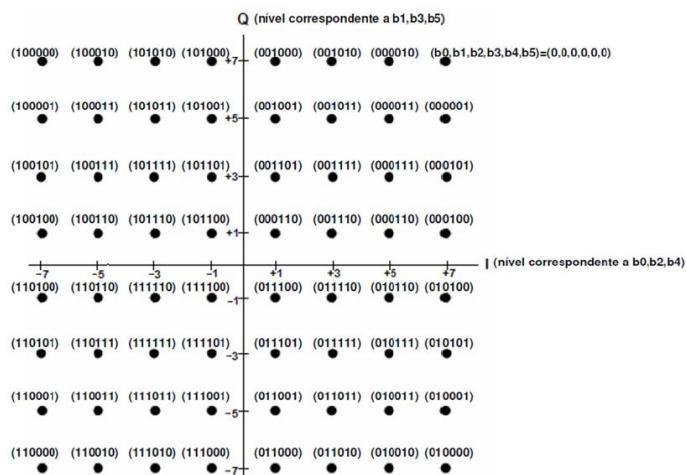 Q (nível correspondente a b1,b3,b5)
(100000) (100010) (101010) (101000) (001000) (001010) (000010) (b0,b1,b2,b3,b4,b5)=(0,0,0,0,0,0)
+7
(100001) (100011) (101011) (101001) (001001) (001011) (000011) (000001)
+5
(100101) (100111) (101111) (101101) (001101) (001111) (000111) (000101)
+3
(100100) (100110) (101110) (101100) (000110) (001110) (000110) (000100)
+1
I (nível correspondente a b0,b2,b4)
−7 −5 −3 −1 +1 +3 +5 +7
(110100) (110110) (111110) (111100) (011100) (011110) (010110) (010100)
−1
(110101) (110111) (111111) (111101) (011101) (011111) (010111) (010101)
−3
(110001) (110011) (111011) (111001) (011001) (011011) (010011) (010001)
−5
(110000) (110010) (111010) (111000) (011000) (011010) (010010) (010000)
−7